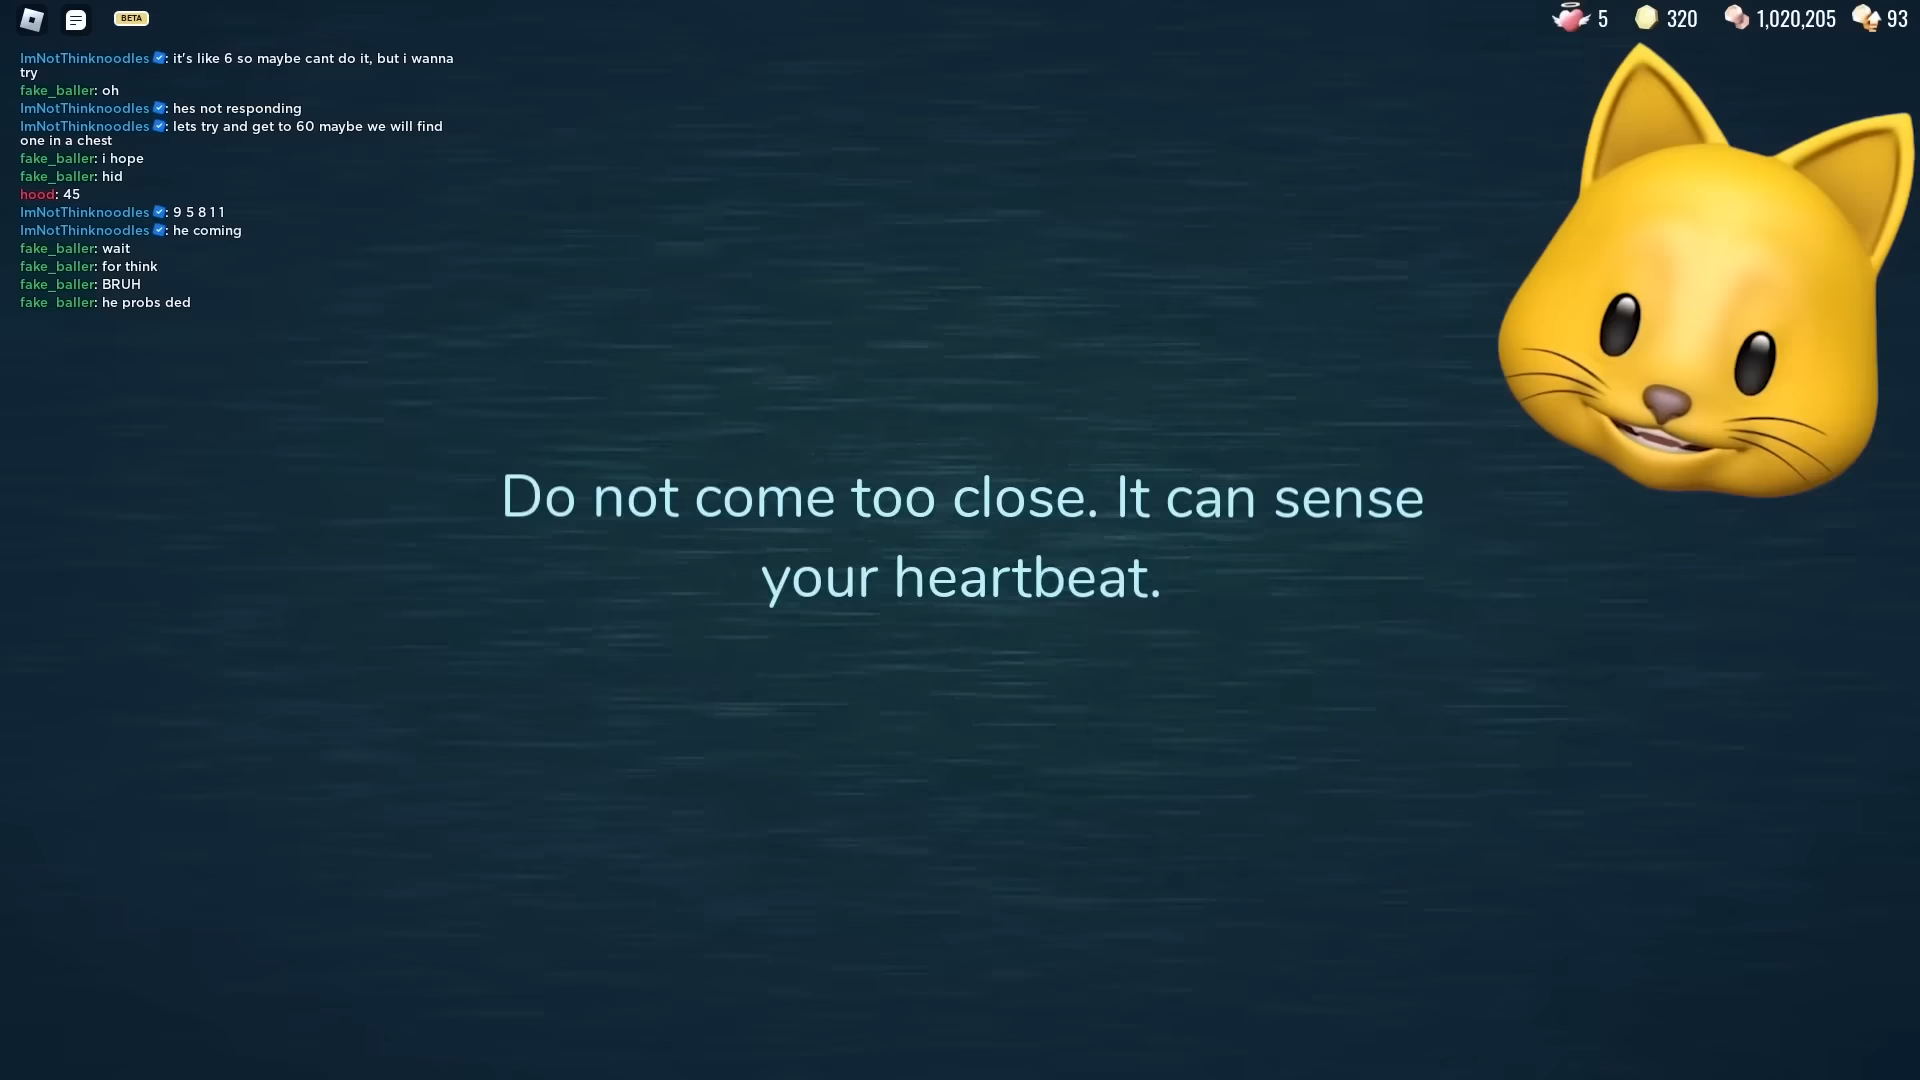 BETA
5 320 1,020,205 93
ImNotThinknoodles: it's like 6 so maybe cant do it, but i wanna
try
fake_baller: oh
ImNotThinknoodles: hes not responding
ImNotThinknoodles: lets try and get to 60 maybe we will find
one in a chest
fake_baller: i hope
fake_baller: hid
hood: 45
ImNotThinknoodles: 9 5 8 1 1
ImNotThinknoodles: he coming
fake_baller: wait
fake_baller: for think
fake_baller: BRUH
fake_baller: he probs ded
Do not come too close. It can sense
your heartbeat.